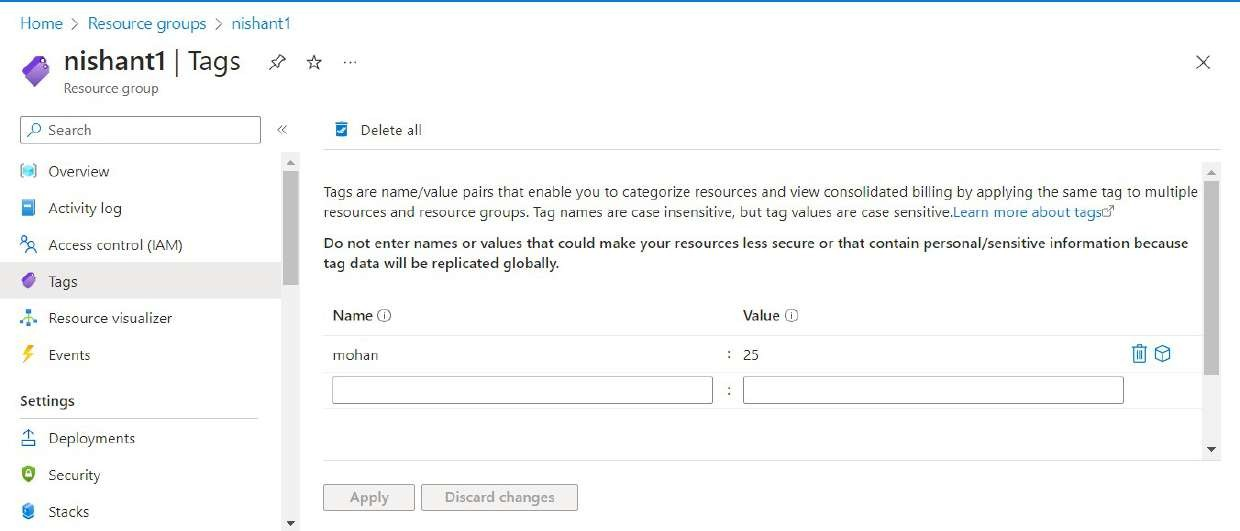 Home > Resource groups > nishant1
nishant1 | Tags ...
Resource group
Search «
Overview
Activity log
Access control (IAM)
Tags
Resource visualizer
Events
Settings
Deployments
Security
Stacks
Delete all
Tags are name/value pairs that enable you to categorize resources and view consolidated billing by applying the same tag to multiple
resources and resource groups. Tag names are case insensitive, but tag values are case sensitive.Learn more about tags
Do not enter names or values that could make your resources less secure or that contain personal/sensitive information because
tag data will be replicated globally.
Name Value
mohan : 25
:
Apply Discard changes